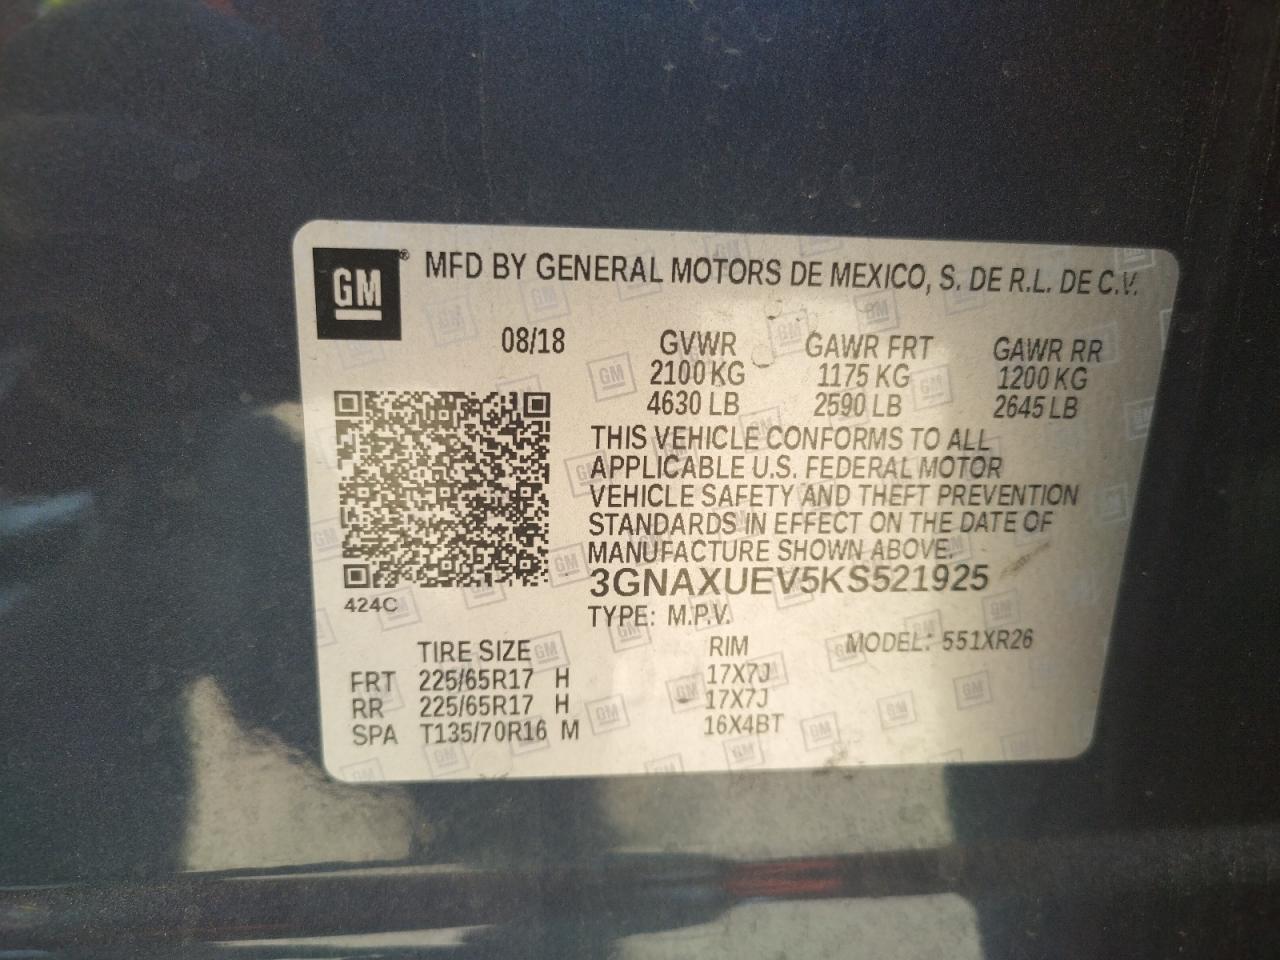 GM® MFD BY GENERAL MOTORS DE MEXICO, S. DE R.L. DE C.V.
08/18 GVWR GAWR FRT GAWR RR
2100 KG 1175 KG 1200 KG
4630 LB 2590 LB 2645 LB
THIS VEHICLE CONFORMS TO ALL
APPLICABLE U.S. FEDERAL MOTOR
VEHICLE SAFETY AND THEFT PREVENTION
STANDARDS IN EFFECT ON THE DATE OF
MANUFACTURE SHOWN ABOVE.
3GNAXUEV5KS521925
424C
TYPE: M.P.V.
TIRE SIZE RIM MODEL: 551XR26
FRT 225/65R17 H 17X7J
RR 225/65R17 H 17X7J
SPA T135/70R16 M 16X4BT